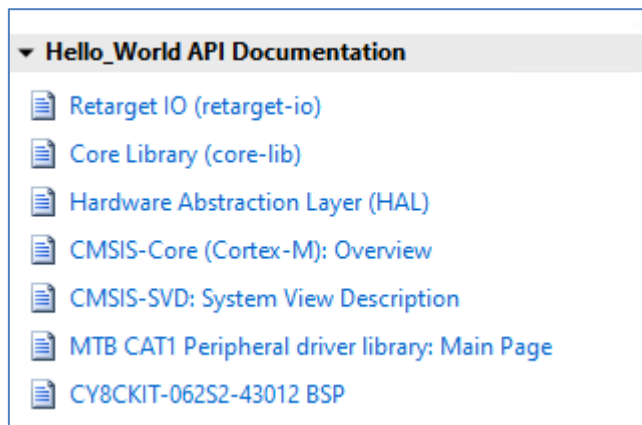 Hello_World API Documentation
Retarget IO (retarget-io)
Core Library (core-lib)
Hardware Abstraction Layer (HAL)
CMSIS-Core (Cortex-M): Overview
CMSIS-SVD: System View Description
MTB CAT1 Peripheral driver library: Main Page
CY8CKIT-062S2-43012 BSP